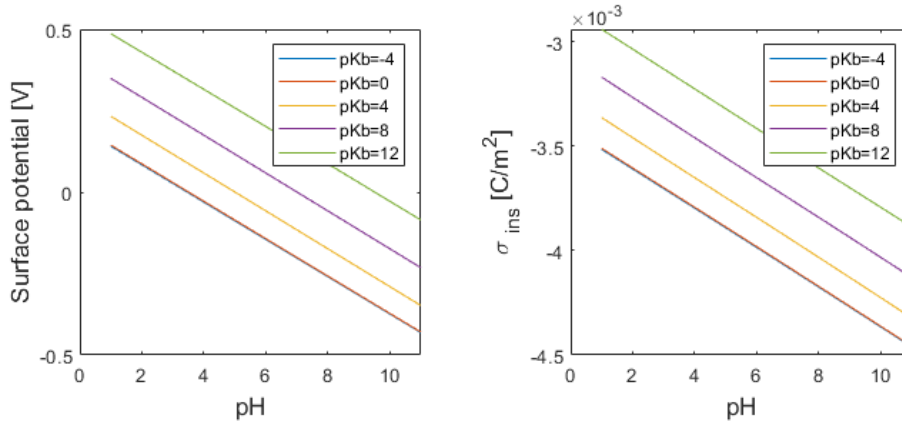 Surface potential [V]
0.5
0
-0.5
0
2
4
6
8
10
pH
pKb=-4
pKb=0
pKb=4
pKb=8
pKb=12
×10⁻³
σ ins [C/m²]
-3
-3.5
-4
-4.5
0
2
4
6
8
10
pH
pKb=-4
pKb=0
pKb=4
pKb=8
pKb=12